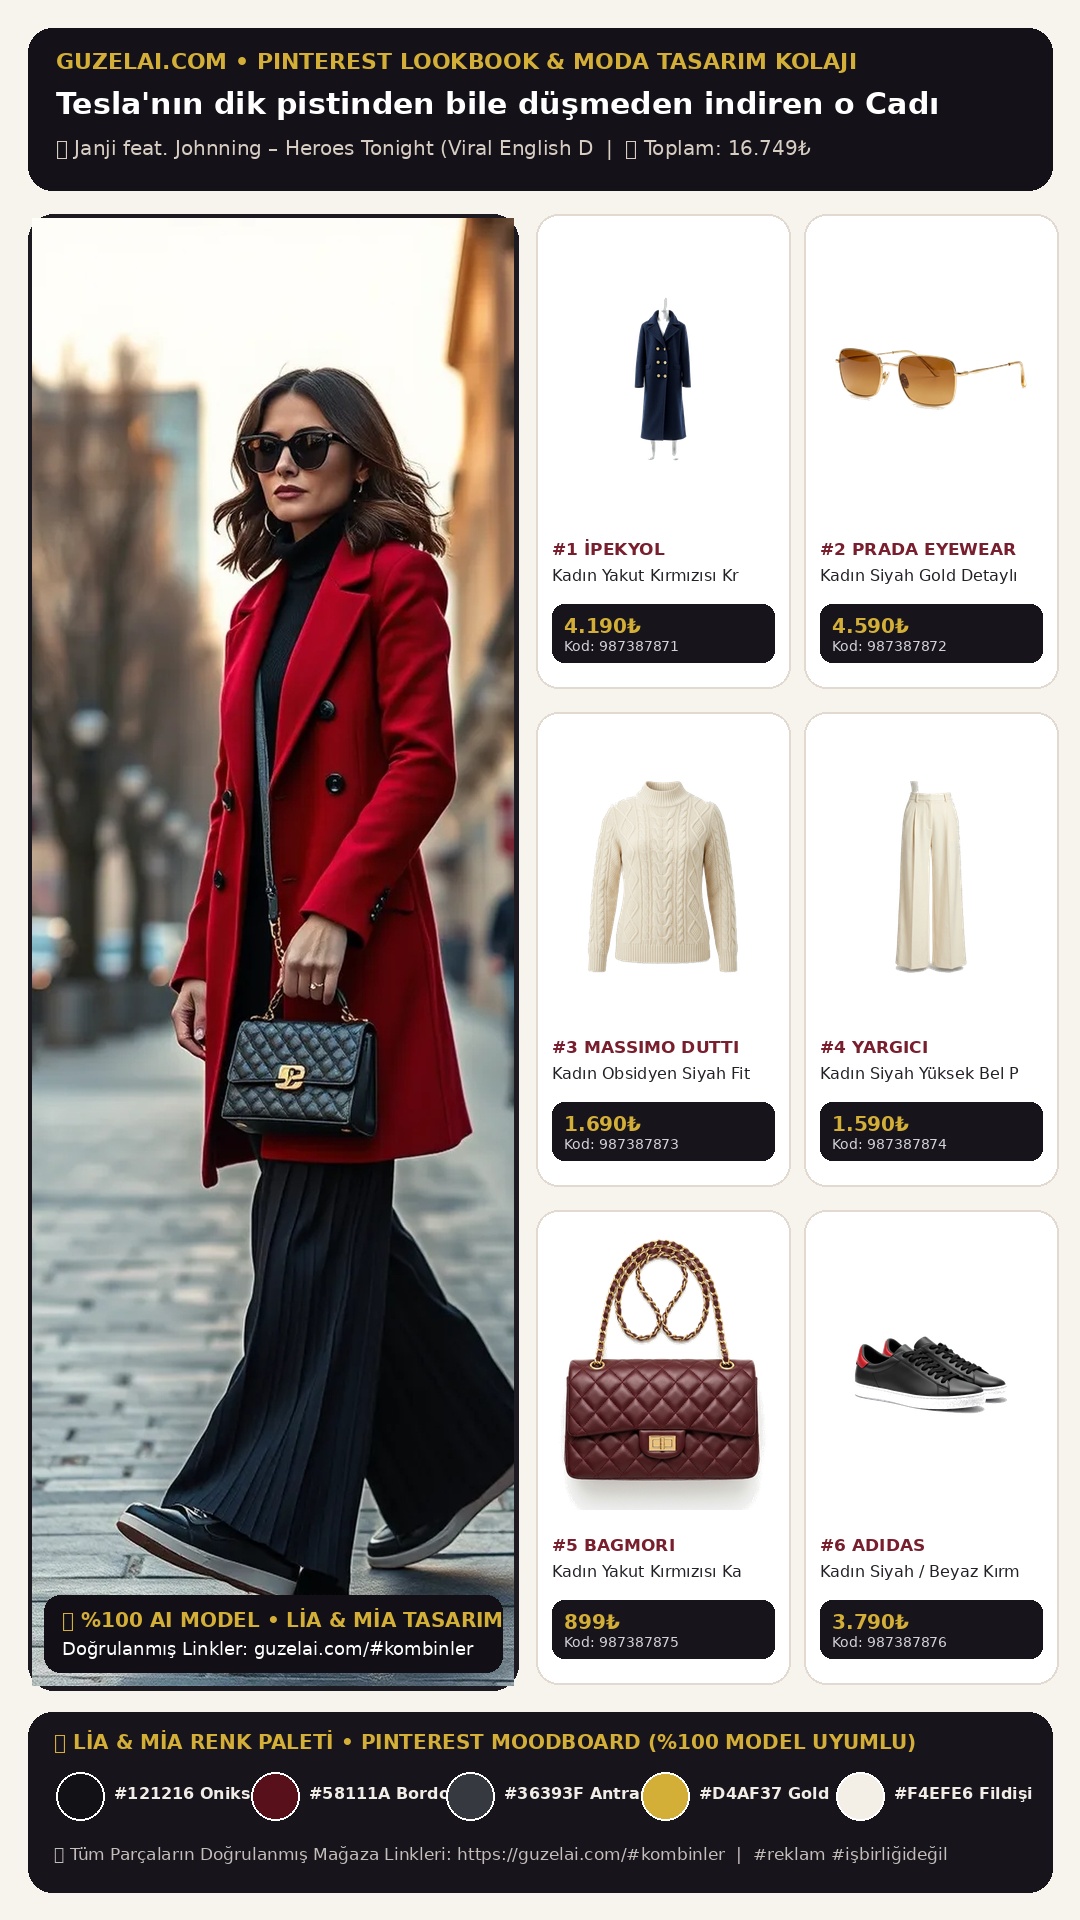 GUZELAI.COM • PINTEREST LOOKBOOK & MODA TASARIM KOLAJI
Tesla'nın dik pistinden bile düşmeden indiren o Cadı
Janji feat. Johnning – Heroes Tonight (Viral English D | Toplam: 16.749₺
#1 İPEKYOL
Kadın Yakut Kırmızısı Kr
4.190₺
Kod: 987387871
#2 PRADA EYEWEAR
Kadın Siyah Gold Detaylı
4.590₺
Kod: 987387872
#3 MASSIMO DUTTI
Kadın Obsidyen Siyah Fit
1.690₺
Kod: 987387873
#4 YARGICI
Kadın Siyah Yüksek Bel P
1.590₺
Kod: 987387874
#5 BAGMORI
Kadın Yakut Kırmızısı Ka
899₺
Kod: 987387875
#6 ADIDAS
Kadın Siyah / Beyaz Kırm
3.790₺
Kod: 987387876
%100 AI MODEL • LİA & MİA TASARIM
Doğrulanmış Linkler: guzelai.com/#kombinler
LİA & MİA RENK PALETİ • PINTEREST MOODBOARD (%100 MODEL UYUMLU)
#121216 Oniks #58111A Bordo #36393F Antra #D4AF37 Gold #F4EFE6 Fildişi
Tüm Parçaların Doğrulanmış Mağaza Linkleri: https://guzelai.com/#kombinler | #reklam #işbirliğideğil